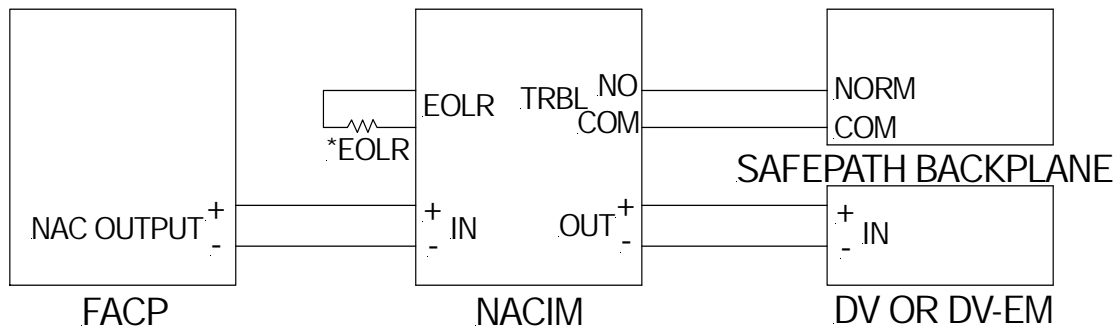 NAC OUTPUT
+
-
FACP
EOLR
*EOLR
TRBL
NO
COM
+
-
IN
OUT
+
-
NACIM
NORM
COM
SAFEPATH BACKPLANE
+
-
IN
DV OR DV-EM